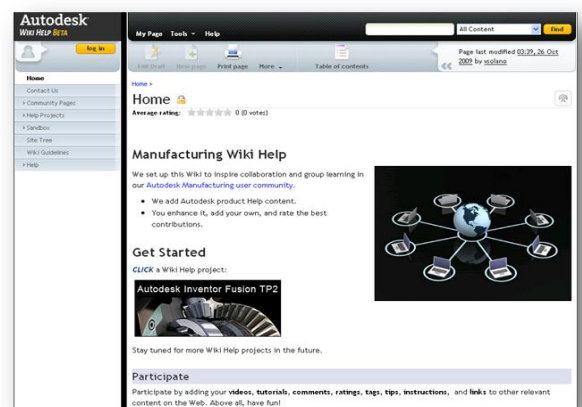 Autodesk
WIKI HELP BETA
My Page Tools Help
All Content
find
log in
Edit Draft New page Print page More Table of contents
Page last modified 03:39, 26 Oct
2009 by vsolano
Home
Contact Us
Community Pages
Help Projects
Sandbox
Site Tree
Wiki Guidelines
Help
Home >
Home
Average rating: 0 (0 votes)
Manufacturing Wiki Help
We set up this Wiki to inspire collaboration and group learning in
our Autodesk Manufacturing user community.
• We add Autodesk product Help content.
• You enhance it, add your own, and rate the best
contributions.
Get Started
CLICK a Wiki Help project:
Autodesk Inventor Fusion TP2
Stay tuned for more Wiki Help projects in the future.
Participate
Participate by adding your videos, tutorials, comments, ratings, tags, tips, instructions, and links to other relevant
content on the Web. Above all, have fun!